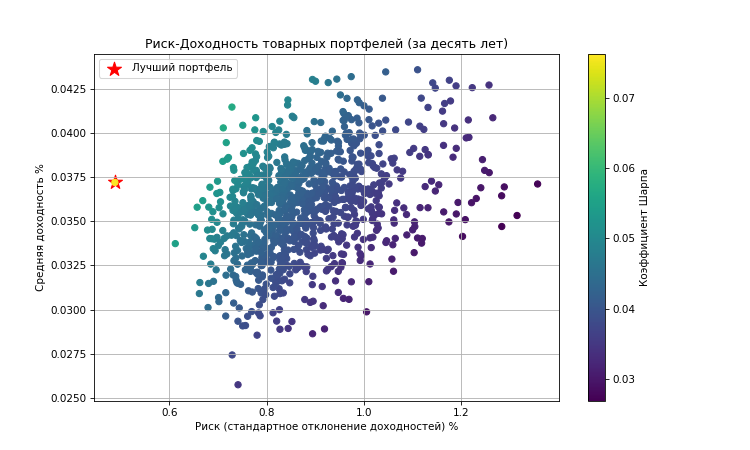 Риск-Доходность товарных портфелей (за десять лет)
Лучший портфель
Средняя доходность %
0.0425
0.0400
0.0375
0.0350
0.0325
0.0300
0.0275
0.0250
0.6 0.8 1.0 1.2
Риск (стандартное отклонение доходностей) %
0.07
0.06
0.05
0.04
0.03
Коэффициент Шарпа